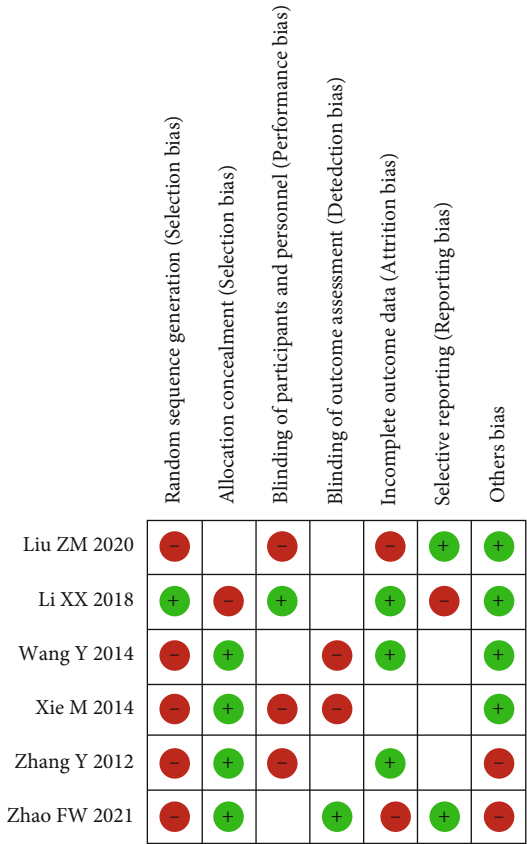 Random sequence generation (Selection bias)
Allocation concealment (Selection bias)
Blinding of participants and personnel (Performance bias)
Blinding of outcome assessment (Detedction bias)
Incomplete outcome data (Attrition bias)
Selective reporting (Reporting bias)
Others bias
Liu ZM 2020 – – – + +
Li XX 2018 + – + + – +
Wang Y 2014 – + – + +
Xie M 2014 – + – – +
Zhang Y 2012 – + – + –
Zhao FW 2021 – + + – + –